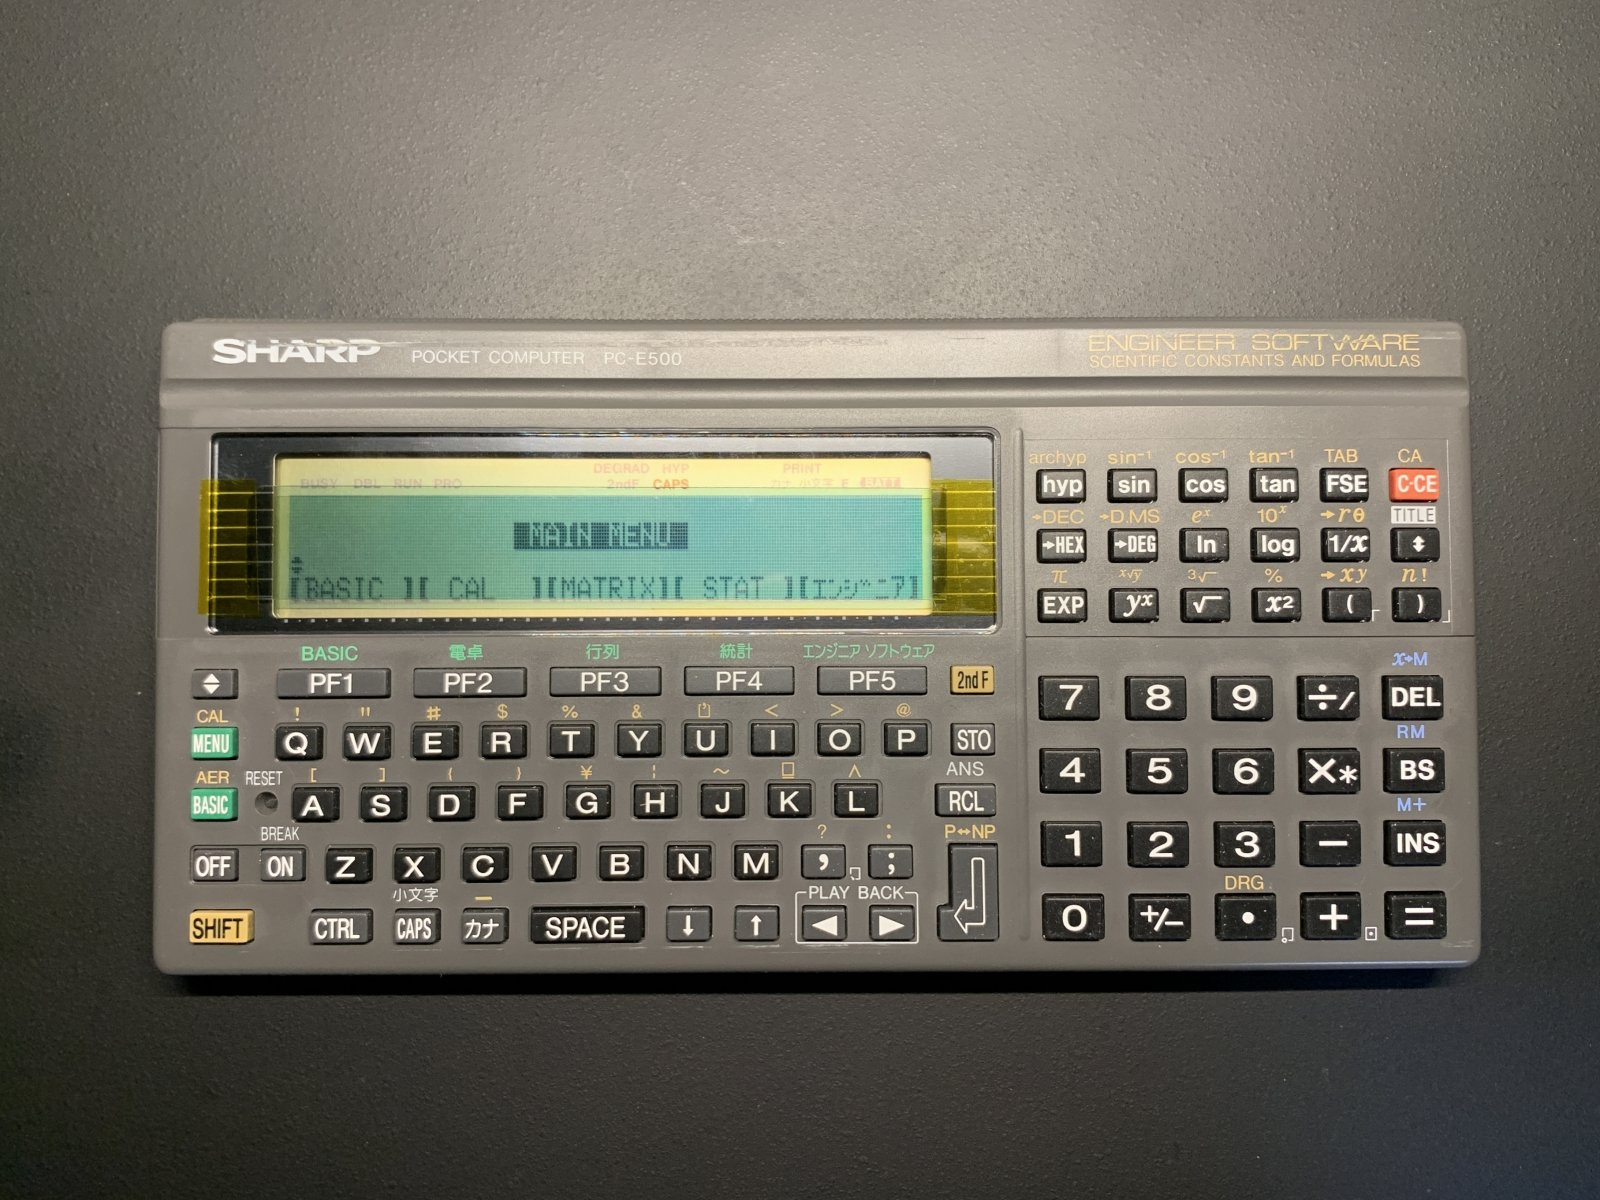 SHARP POCKET COMPUTER PC-E500
ENGINEER SOFTWARE
SCIENTIFIC CONSTANTS AND FORMULAS
DEGRAD HYP PRINT
BUSY DBL RUN PRO 2ndF CAPS カナ 小文字 E BATT
MAIN MENU
[BASIC ][ CAL ][MATRIX][ STAT ][エンジニア]
archyp sin⁻¹ cos⁻¹ tan⁻¹ TAB CA
hyp sin cos tan FSE C·CE
→DEC →D.MS eˣ 10ˣ →rθ TITLE
→HEX →DEG ln log 1/x ↕
π ˣ√y ³√ % →xy n!
EXP yˣ √ x² ( )
BASIC 電卓 行列 統計 エンジニア ソフトウェア
PF1 PF2 PF3 PF4 PF5 2nd F
CAL ! " # $ % & < > @
MENU Q W E R T Y U I O P STO
AER RESET [ ] { } ¥ ¦ ~ □ ∧ ANS
BASIC A S D F G H J K L RCL
BREAK ? : P↔NP
OFF ON Z X C V B N M , ;
小文字 — PLAY BACK
SHIFT CTRL CAPS カナ SPACE ↓ ↑ ◀ ▶
x→M
7 8 9 ÷/ DEL
RM
4 5 6 ×* BS
M+
1 2 3 − INS
DRG
0 +/− • + =